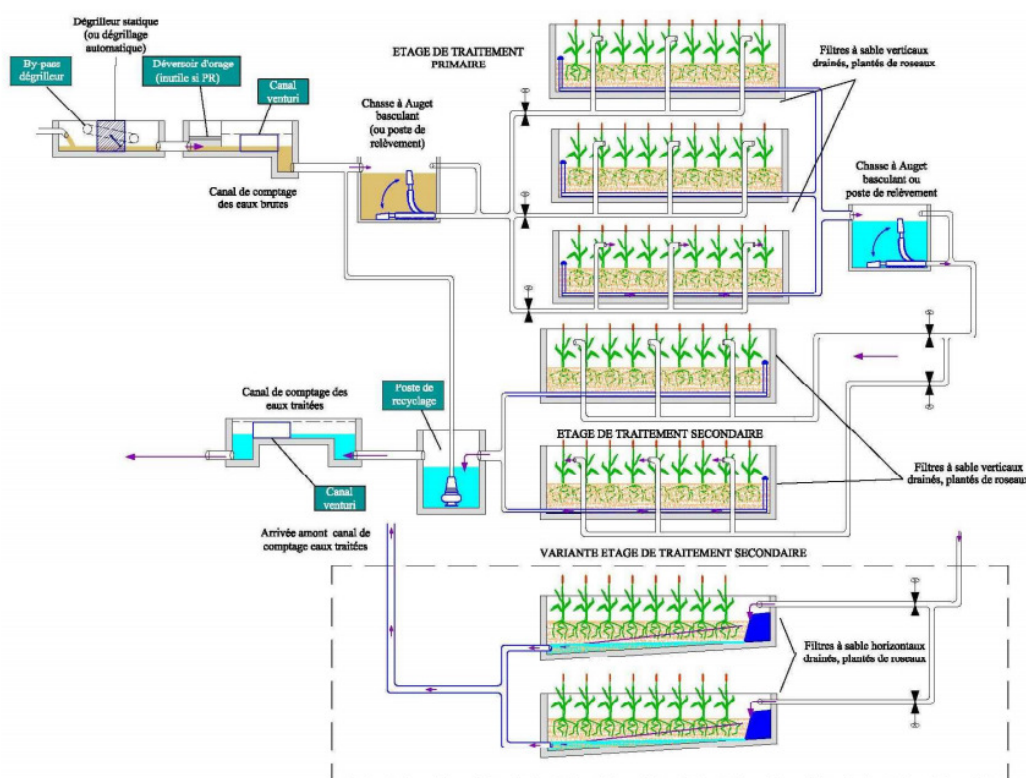 Dégrilleur statique
(ou dégrillage
automatique)
By-pass
dégrilleur
Déversoir d'orage
(inutile si PR)
Canal
venturi
Canal de comptage
des eaux brutes
Chasse à Auget
basculant
(ou poste de
relèvement)
ETAGE DE TRAITEMENT
PRIMAIRE
Filtres à sable verticaux
drainés, plantés de roseaux
Chasse à Auget
basculant ou
poste de relèvement
Canal de comptage des
eaux traitées
Poste de
recyclage
Canal
venturi
ETAGE DE TRAITEMENT SECONDAIRE
Filtres à sable verticaux
drainés, plantés de roseaux
Arrivée amont canal de
comptage eaux traitées
VARIANTE ETAGE DE TRAITEMENT SECONDAIRE
Filtres à sable horizontaux
drainés, plantés de roseaux